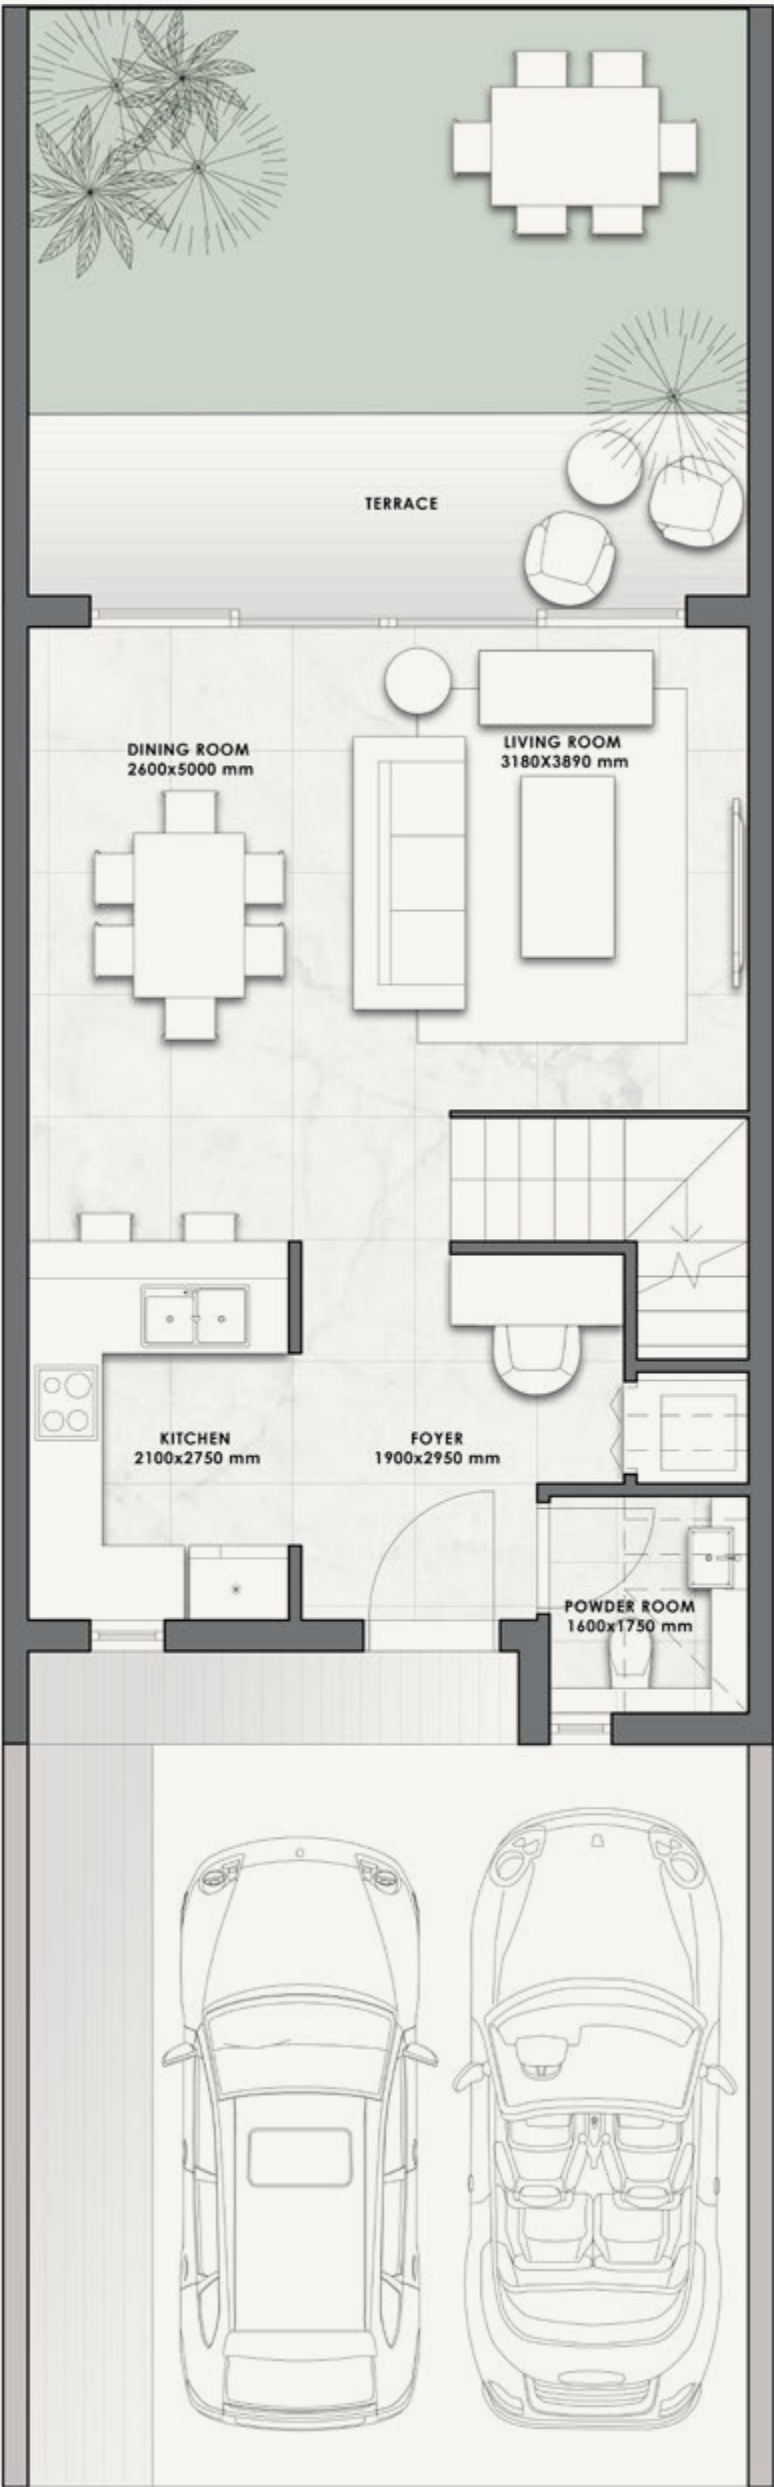 TERRACE
DINING ROOM
2600x5000 mm
LIVING ROOM
3180X3890 mm
KITCHEN
2100x2750 mm
FOYER
1900x2950 mm
POWDER ROOM
1600x1750 mm